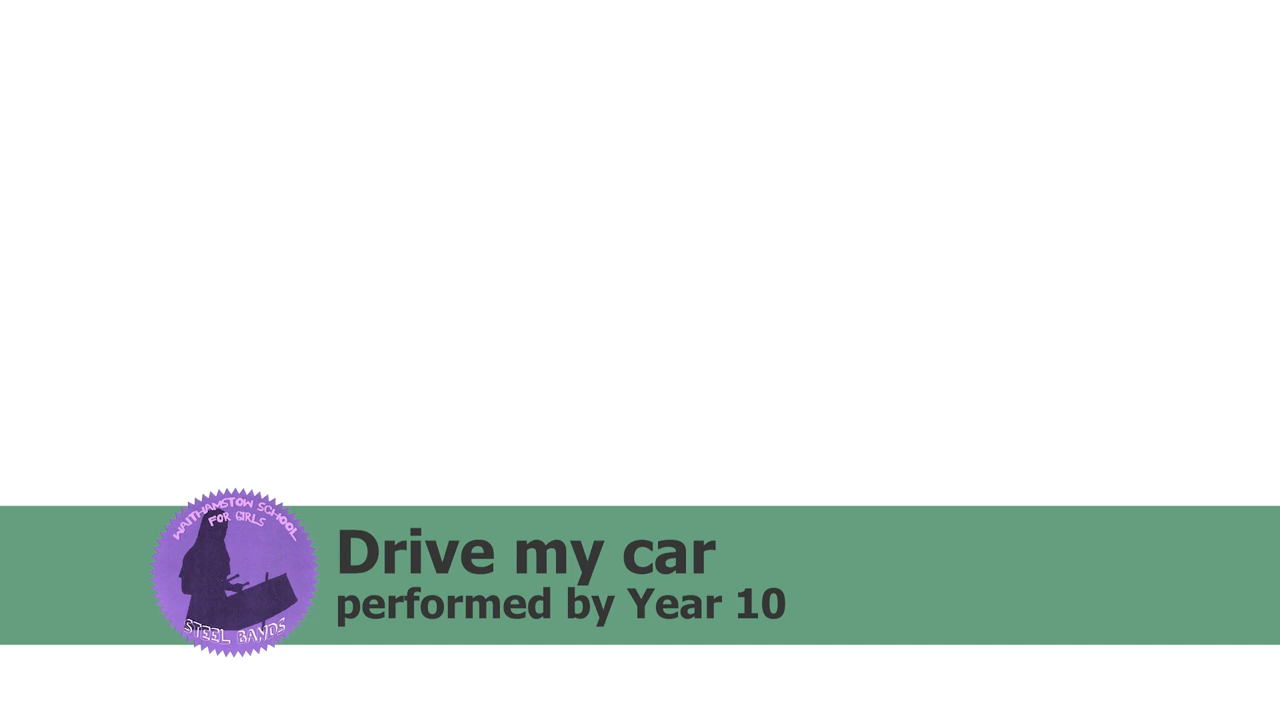 WALTHAMSTOW SCHOOL
FOR GIRLS
STEEL BANDS
Drive my car
performed by Year 10